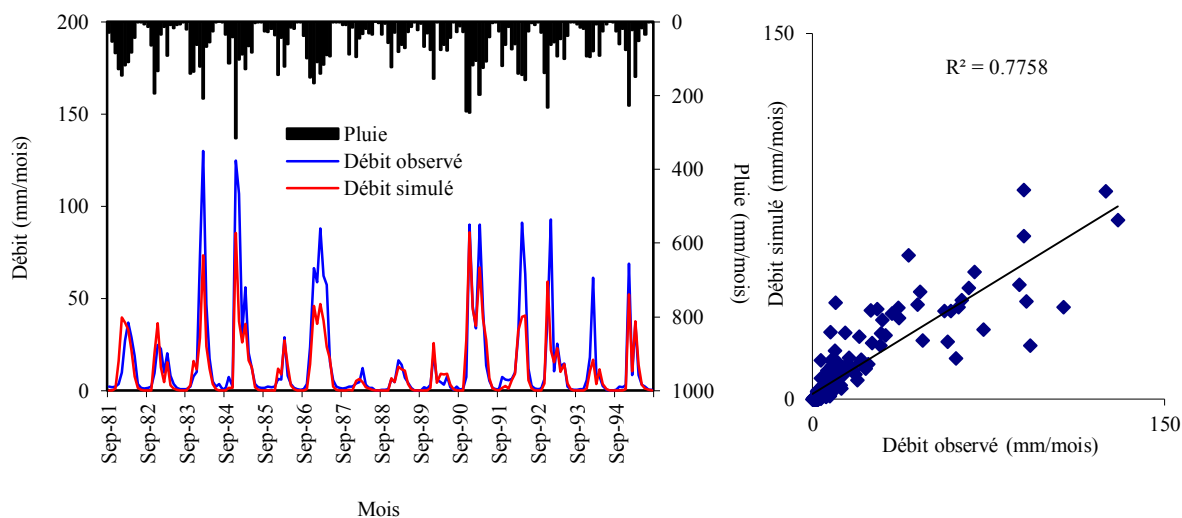 200
150
100
50
0
Débit (mm/mois)
0
200
400
600
800
1000
Pluie (mm/mois)
Pluie
Débit observé
Débit simulé
Sep-81
Sep-82
Sep-83
Sep-84
Sep-85
Sep-86
Sep-87
Sep-88
Sep-89
Sep-90
Sep-91
Sep-92
Sep-93
Sep-94
Mois
150
0
Débit simulé (mm/mois)
R² = 0.7758
0
150
Débit observé (mm/mois)